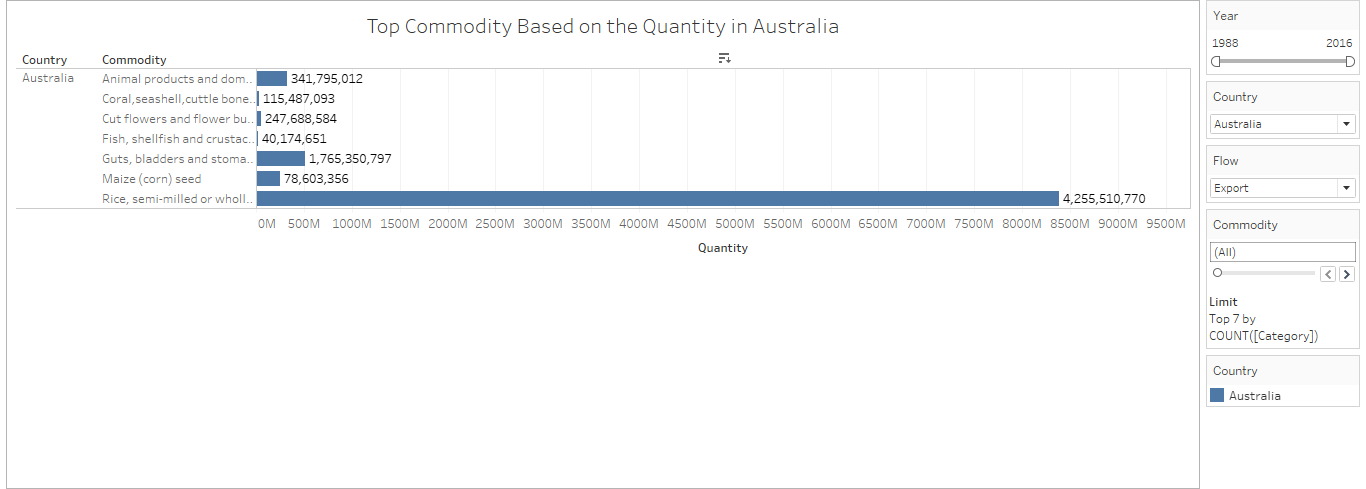 Top Commodity Based on the Quantity in Australia
Country Commodity
Australia Animal products and dom.. 341,795,012
Coral,seashell,cuttle bone.. 115,487,093
Cut flowers and flower bu.. 247,688,584
Fish, shellfish and crustac.. 40,174,651
Guts, bladders and stoma.. 1,765,350,797
Maize (corn) seed 78,603,356
Rice, semi-milled or wholl.. 4,255,510,770
0M 500M 1000M 1500M 2000M 2500M 3000M 3500M 4000M 4500M 5000M 5500M 6000M 6500M 7000M 7500M 8000M 8500M 9000M 9500M
Quantity
Year
1988 2016
Country
Australia
Flow
Export
Commodity
(All)
Limit
Top 7 by
COUNT([Category])
Country
Australia